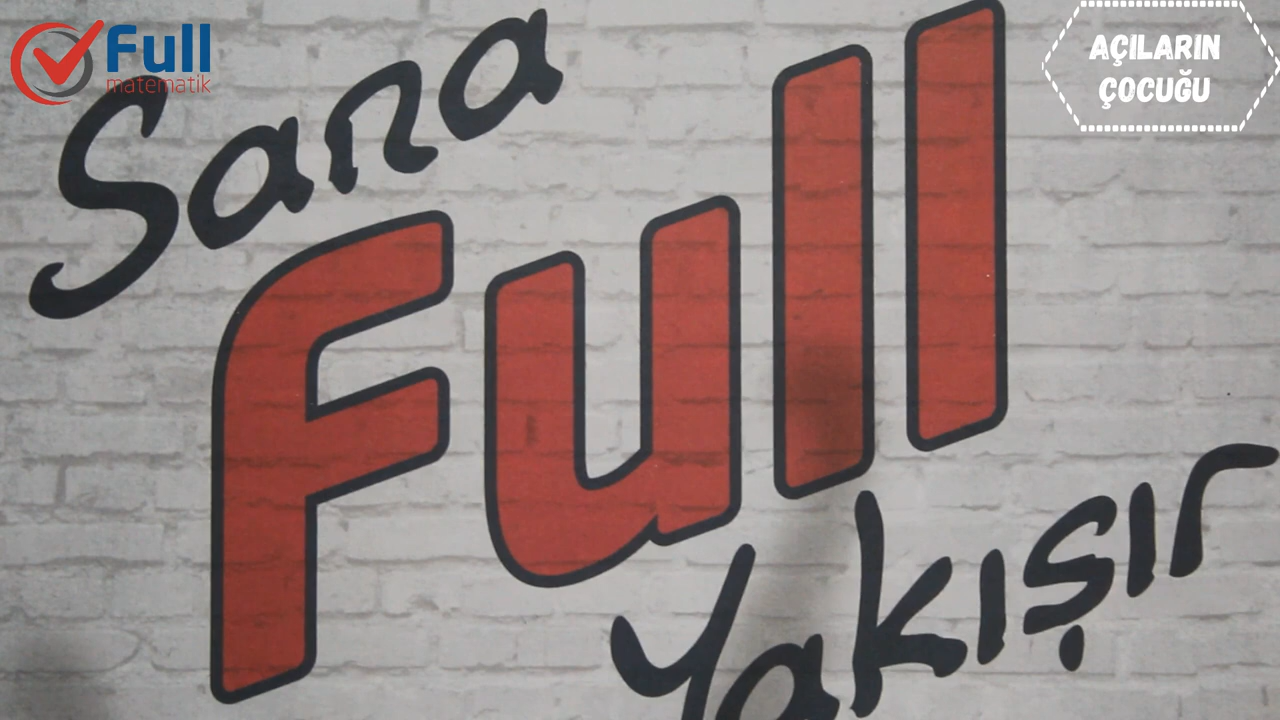 Full
matematik
AÇILARIN
ÇOCUĞU
Sana
Full
Yakışır